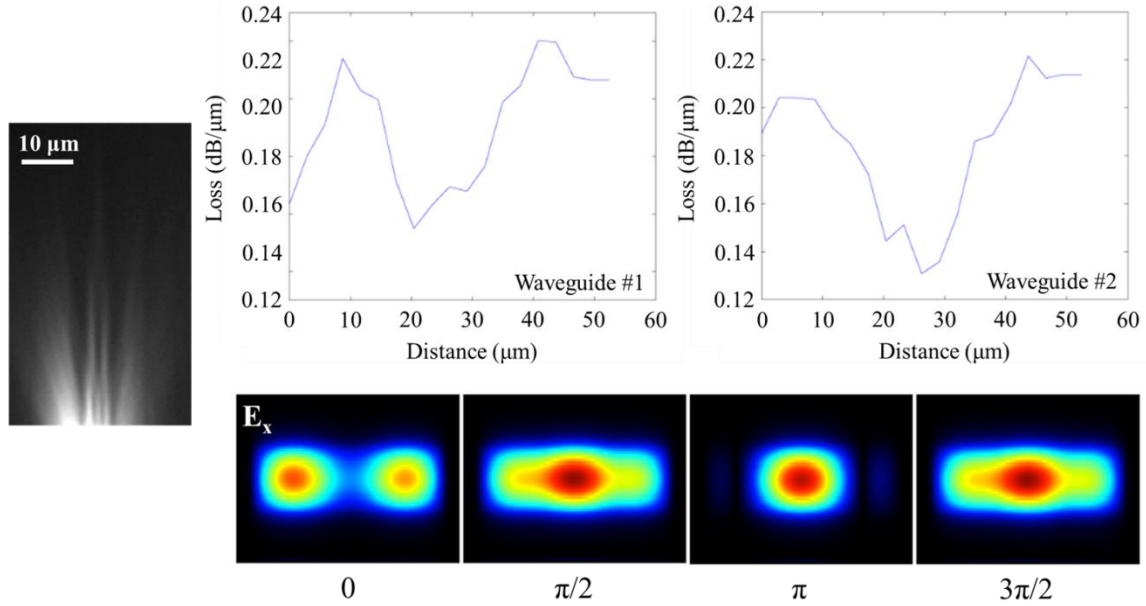 10 μm
0.24
0.22
0.20
0.18
0.16
0.14
0.12
Loss (dB/μm)
0 10 20 30 40 50 60
Distance (μm)
Waveguide #1
0.24
0.22
0.20
0.18
0.16
0.14
0.12
Loss (dB/μm)
0 10 20 30 40 50 60
Distance (μm)
Waveguide #2
Ex
0 π/2 π 3π/2